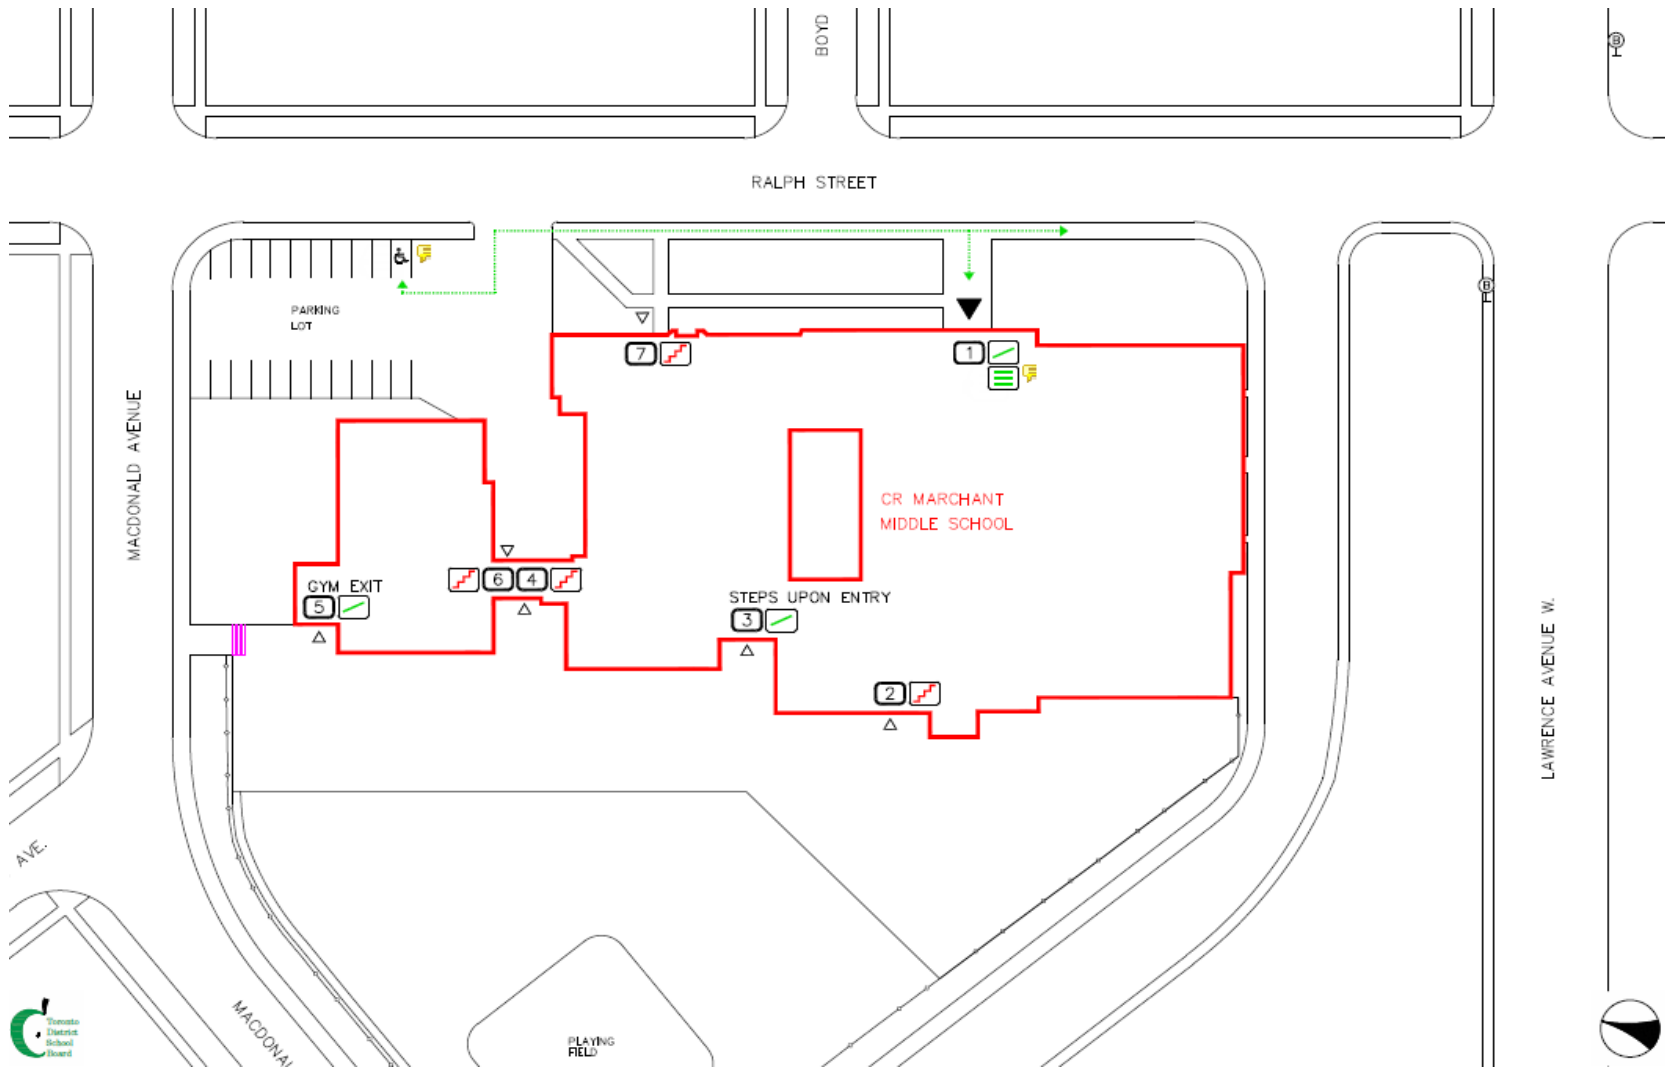 BOYD
B
RALPH STREET
B
PARKING
LOT
7
1
MACDONALD AVENUE
CR MARCHANT
MIDDLE SCHOOL
GYM EXIT
5
6
4
STEPS UPON ENTRY
3
2
LAWRENCE AVENUE W.
AVE.
MACDONA
PLAYING
FIELD
Toronto
District
School
Board